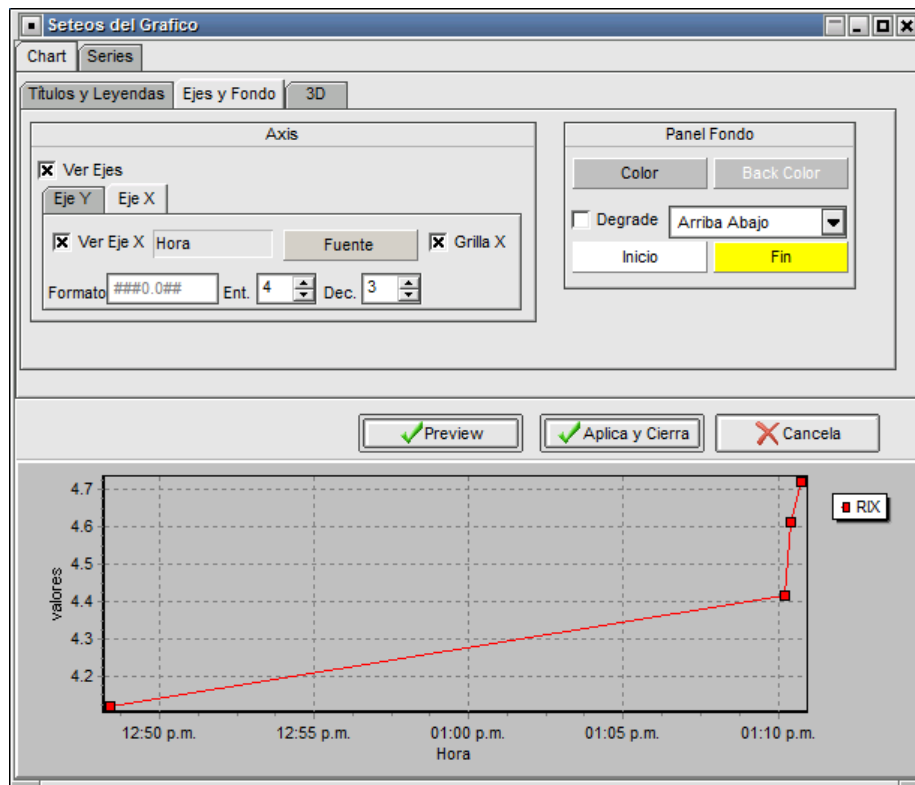 Seteos del Grafico
Chart Series
Títulos y Leyendas Ejes y Fondo 3D
Axis
Ver Ejes
Eje Y Eje X
Ver Eje X Hora Fuente Grilla X
Formato ###0.0## Ent. 4 Dec. 3
Panel Fondo
Color Back Color
Degrade Arriba Abajo
Inicio Fin
Preview Aplica y Cierra Cancela
4.7
4.6
4.5
4.4
4.3
4.2
valores
12:50 p.m. 12:55 p.m. 01:00 p.m. 01:05 p.m. 01:10 p.m.
Hora
RIX